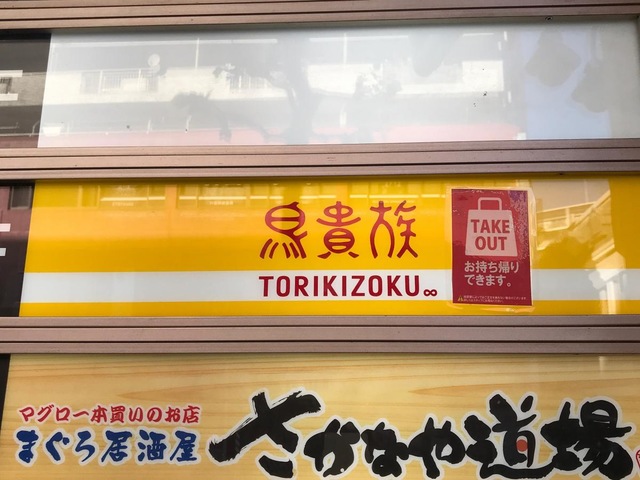 鳥貴族
TORIKIZOKU∞
TAKE
OUT
お持ち帰り
できます。
マグロ一本買いのお店
まぐろ居酒屋
さかなや道場